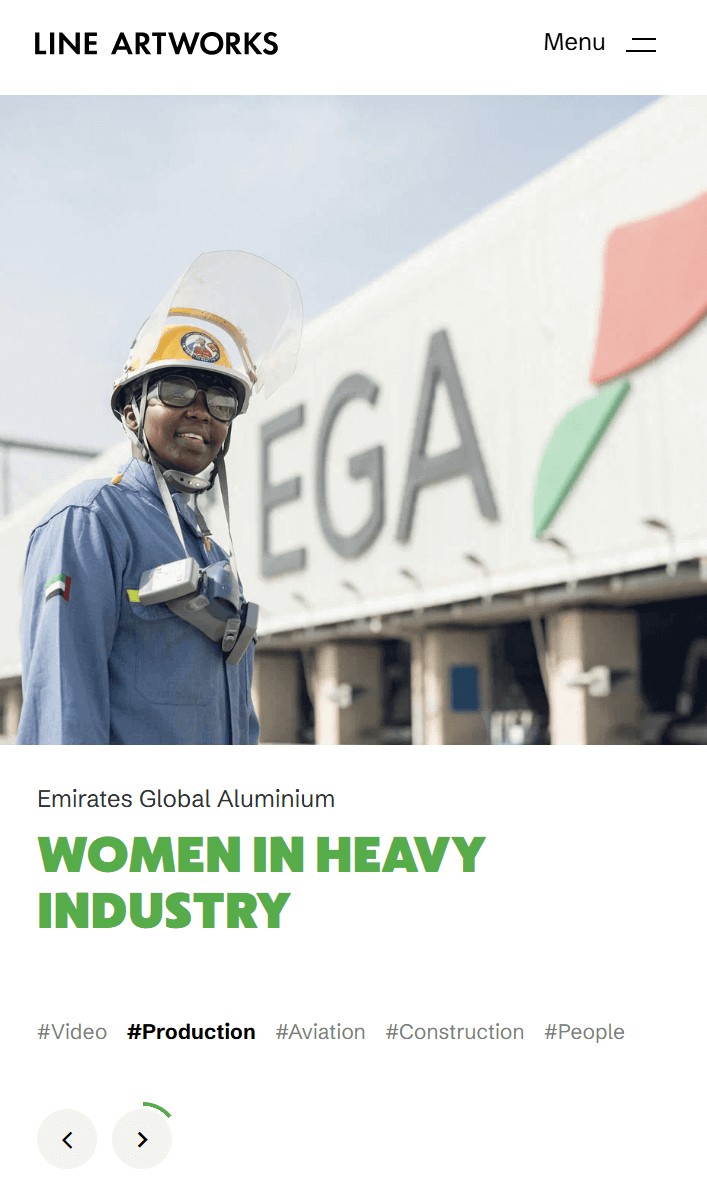 LINE ARTWORKS
Menu
EGA
Emirates Global Aluminium
WOMEN IN HEAVY
INDUSTRY
#Video #Production #Aviation #Construction #People